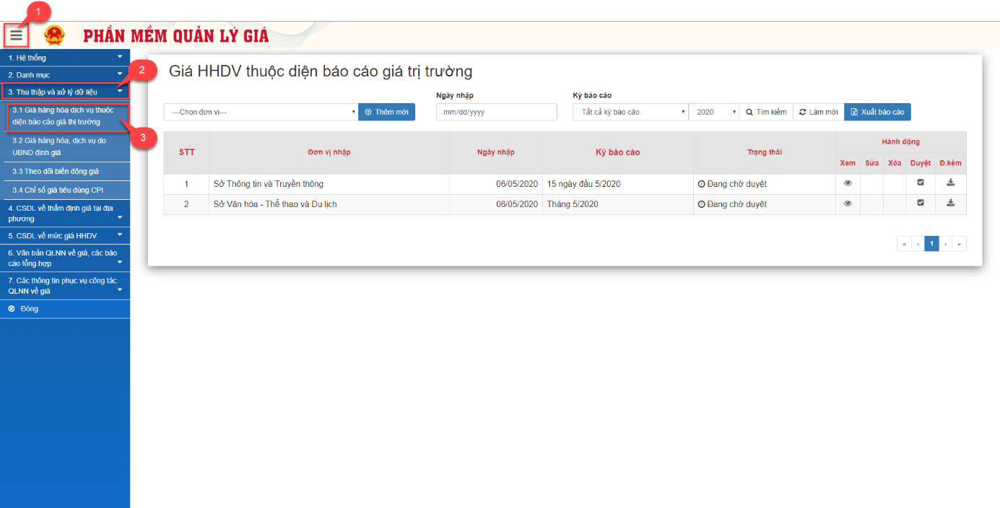 1
PHẦN MỀM QUẢN LÝ GIÁ
1. Hệ thống
2. Danh mục
2
3. Thu thập và xử lý dữ liệu
3.1 Giá hàng hóa dịch vụ thuộc
diện báo cáo giá thị trường
3
3.2 Giá hàng hóa, dịch vụ do
UBND định giá
3.3 Theo dõi biến động giá
3.4 Chỉ số giá tiêu dùng CPI
4. CSDL về thẩm định giá tại địa
phương
5. CSDL về mức giá HHDV
6. Văn bản QLNN về giá, các báo
cáo tổng hợp
7. Các thông tin phục vụ công tác
QLNN về giá
Đóng
Giá HHDV thuộc diện báo cáo giá trị trường
Ngày nhập Kỳ báo cáo
---Chọn đơn vị--- Thêm mới mm/dd/yyyy Tất cả kỳ báo cáo 2020 Tìm kiếm Làm mới Xuất báo cáo
STT Đơn vị nhập Ngày nhập Kỳ báo cáo Trạng thái Hành động
Xem Sửa Xóa Duyệt Đ.kèm
1 Sở Thông tin và Truyền thông 06/05/2020 15 ngày đầu 5/2020 Đang chờ duyệt
2 Sở Văn hóa - Thể thao và Du lịch 06/05/2020 Tháng 5/2020 Đang chờ duyệt
« ‹ 1 › »